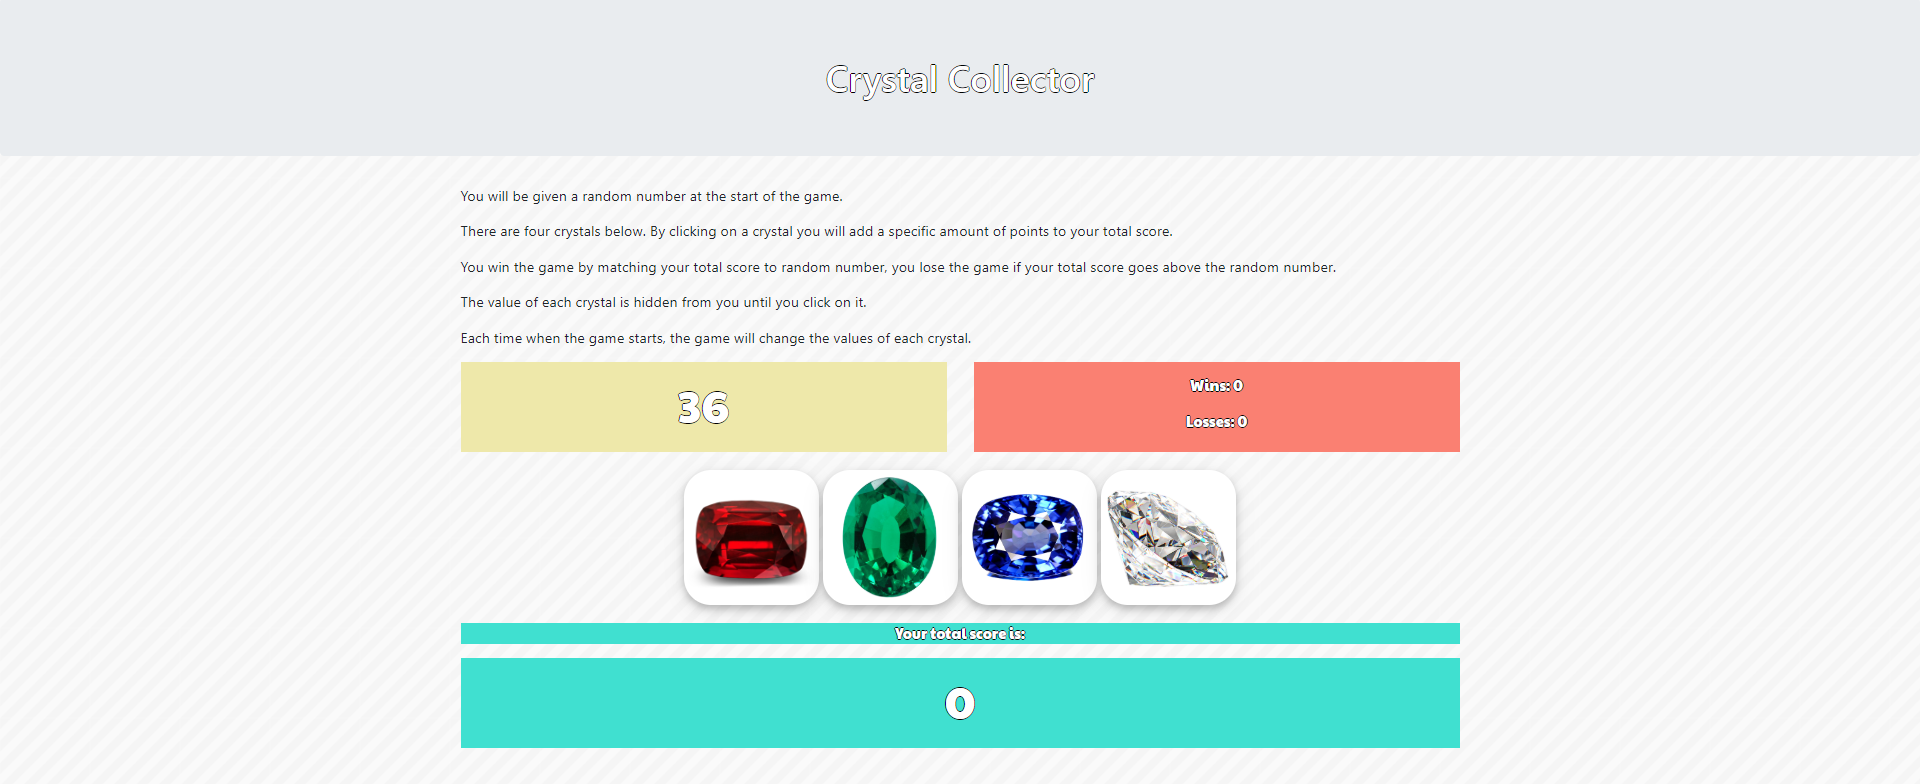 Crystal Collector
You will be given a random number at the start of the game.
There are four crystals below. By clicking on a crystal you will add a specific amount of points to your total score.
You win the game by matching your total score to random number, you lose the game if your total score goes above the random number.
The value of each crystal is hidden from you until you click on it.
Each time when the game starts, the game will change the values of each crystal.
36
Wins: 0
Losses: 0
Your total score is:
0